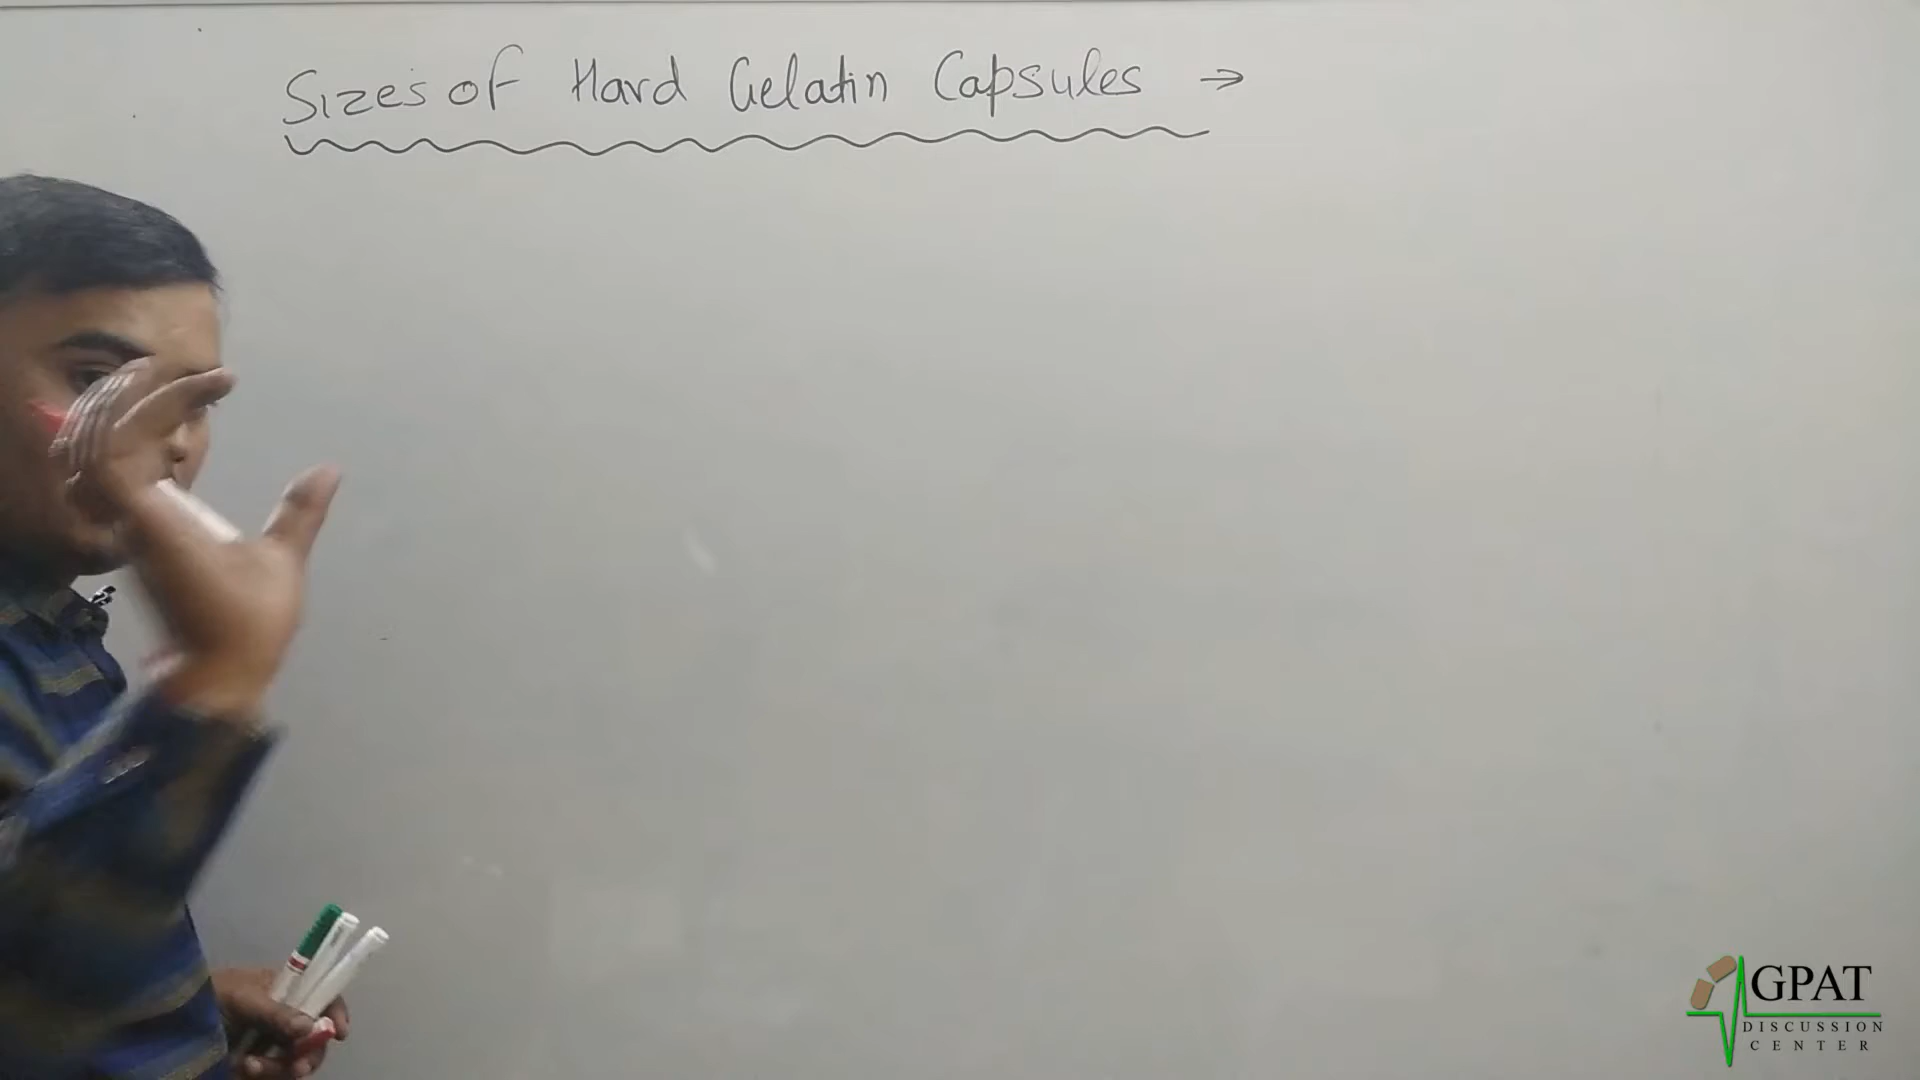 Sizes of Hard Gelatin Capsules →
GPAT
DISCUSSION
CENTER